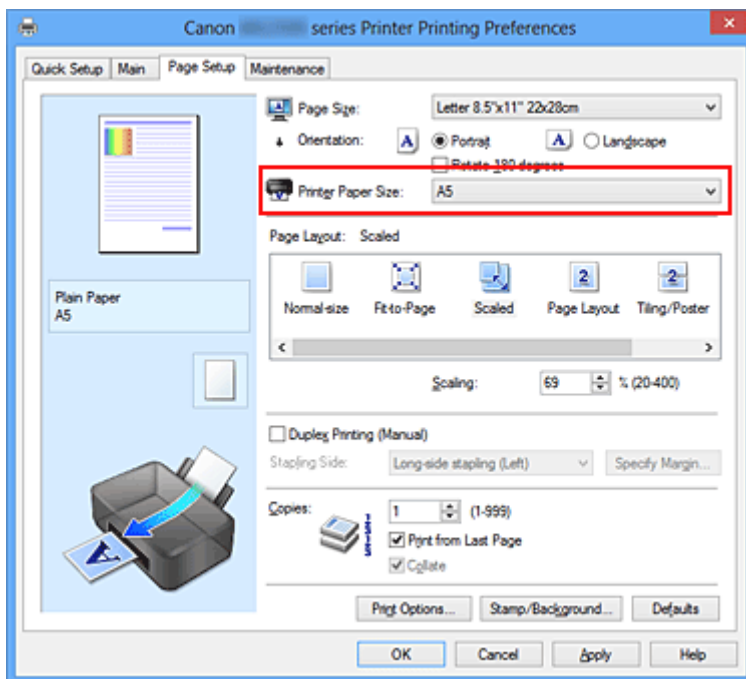 Canon series Printer Printing Preferences
Quick Setup Main Page Setup Maintenance
Page Size: Letter 8.5"x11" 22x28cm
Orientation: A Portrait A Landscape
Rotate 180 degrees
Printer Paper Size: A5
Page Layout: Scaled
Normal-size Fit-to-Page Scaled Page Layout Tiling/Poster
Plain Paper
A5
Scaling: 69 % (20-400)
Duplex Printing (Manual)
Stapling Side: Long-side stapling (Left) Specify Margin...
Copies: 1 (1-999)
Print from Last Page
Collate
Print Options... Stamp/Background... Defaults
OK Cancel Apply Help